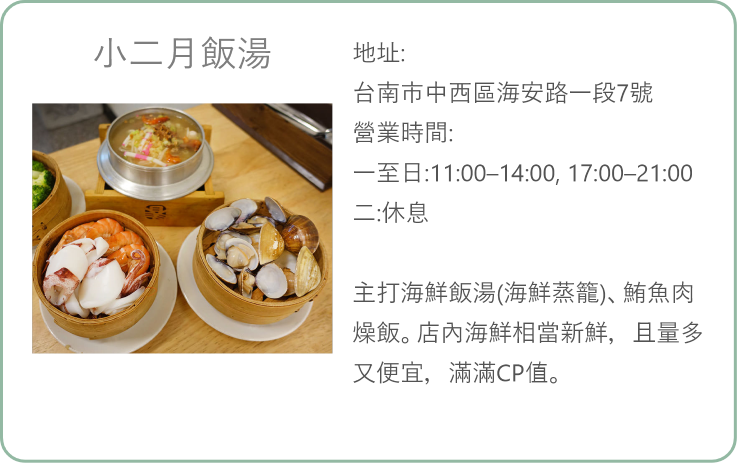 小二月飯湯
地址:
台南市中西區海安路一段7號
營業時間:
一至日:11:00–14:00, 17:00–21:00
二:休息
主打海鮮飯湯(海鮮蒸籠)、鮪魚肉
燥飯。店內海鮮相當新鮮，且量多
又便宜，滿滿CP值。